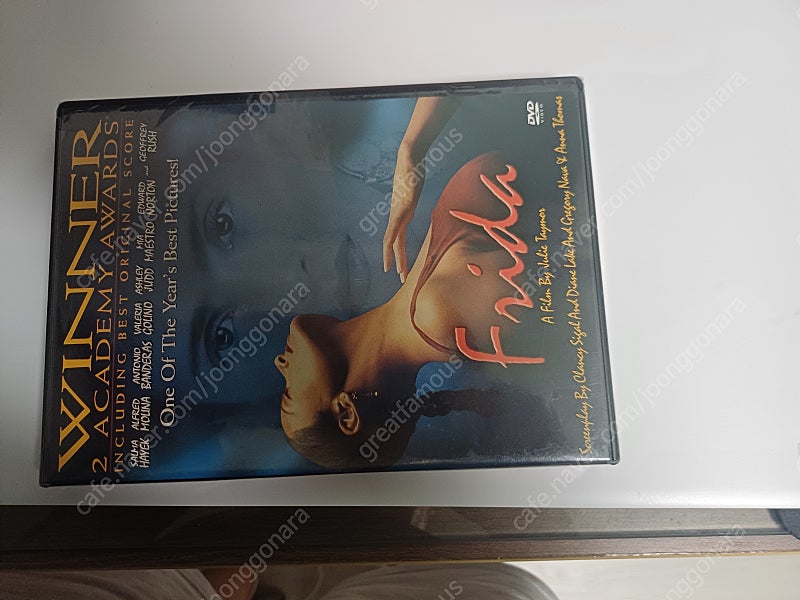 WINNER
2 ACADEMY AWARDS
INCLUDING BEST ORIGINAL SCORE
SALMA HAYEK ALFRED MOLINA ANTONIO BANDERAS VALERIA GOLINO ASHLEY JUDD MIA MAESTRO EDWARD NORTON and GEOFFREY RUSH
"One Of The Year's Best Pictures!
Frida
A Film By Julie Taymor
Screenplay By Clancy Sigal And Diane Lake And Gregory Nava & Anna Thomas
DVD
VIDEO
cafe.naver.com/joonggonara
greatfamous